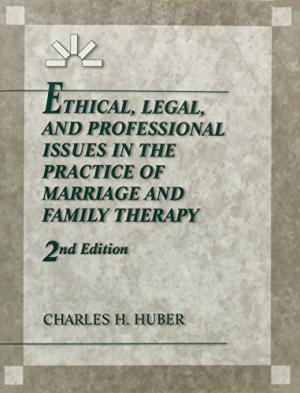 ETHICAL, LEGAL,
AND PROFESSIONAL
ISSUES IN THE
PRACTICE OF
MARRIAGE AND
FAMILY THERAPY
2nd Edition
CHARLES H. HUBER